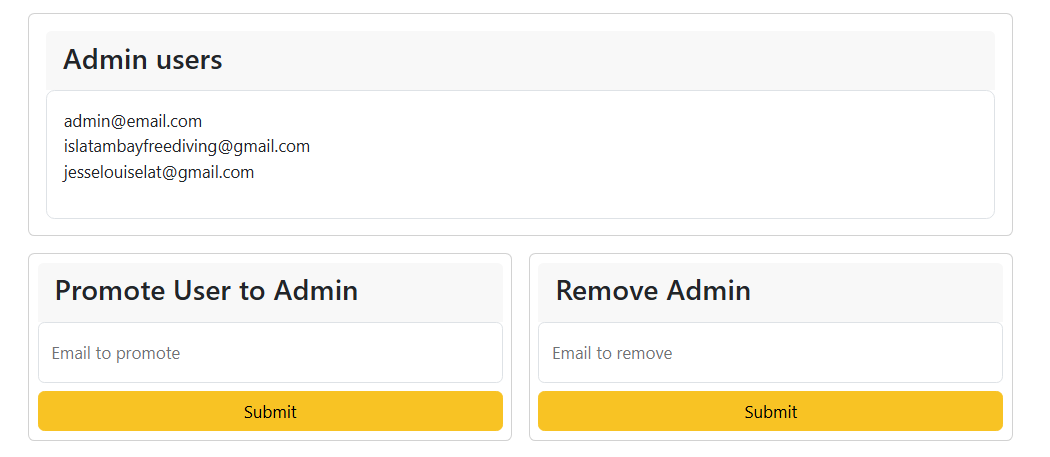 Admin users
admin@email.com
islatambayfreediving@gmail.com
jesselouiselat@gmail.com
Promote User to Admin
Email to promote
Submit
Remove Admin
Email to remove
Submit